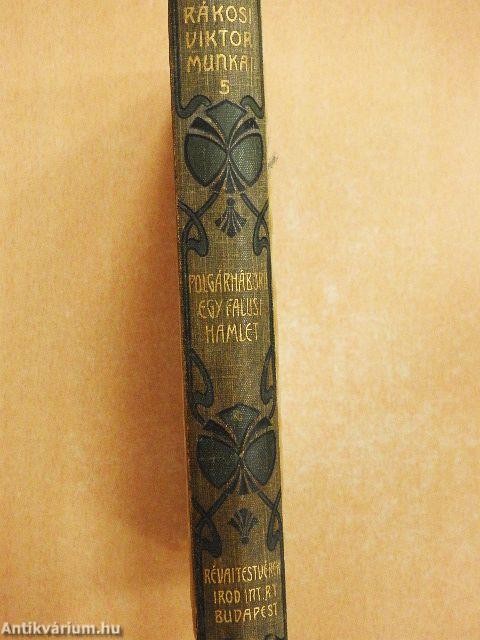 RÁKOSI
VIKTOR
MUNKÁI
5
POLGÁRHÁBORÚ
EGY FALUSI
HAMLET
RÉVAI TESTVÉREK
IROD. INT. R.T.
BUDAPEST
Antikvárium.hu